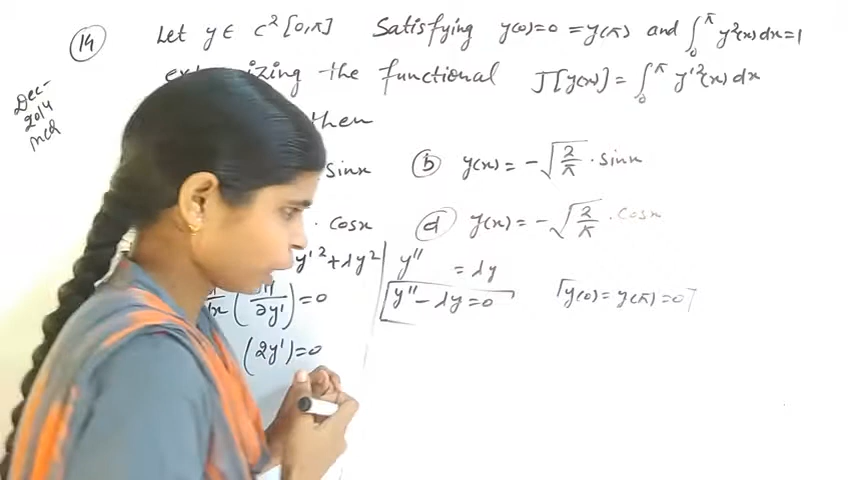 (14) Let y ∈ c²[0,π] Satisfying y(0)=0 = y(π) and ∫₀^π y²(x)dx=1
the functional J[y(x)] = ∫₀^π y'²(x)dx
Dec-
2014
MCQ
then
sinx (b) y(x) = -√(2/π) · sinx
· cosx (d) y(x) = -√(2/π) · cosx
y'² + λy² y'' = λy
∂y') = 0 y'' - λy = 0 [y(0) = y(π) = 0]
(2y') = 0